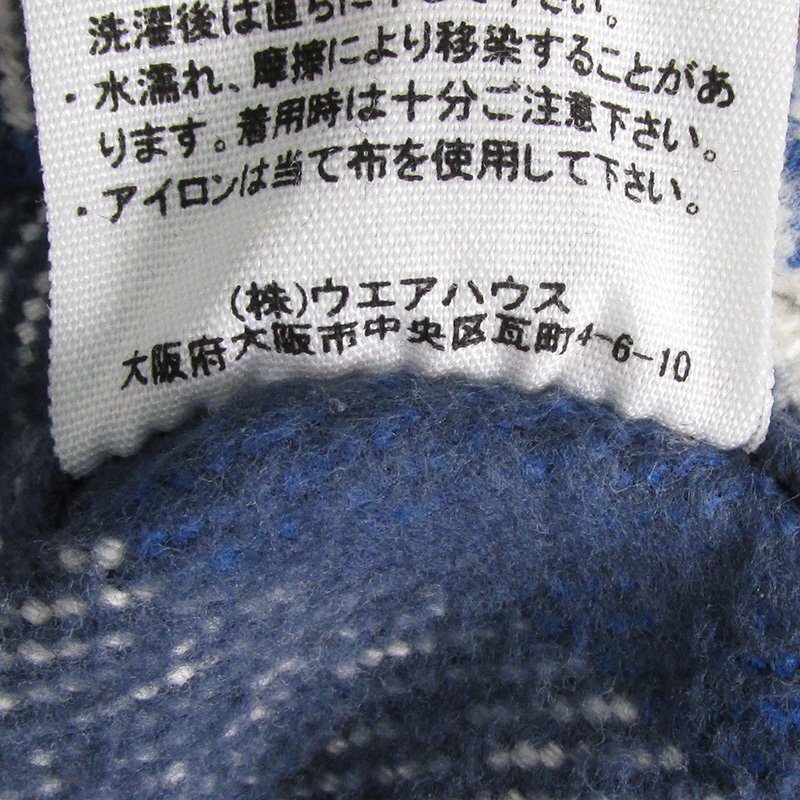 洗濯後は直ちに
下さい。
・水濡れ、摩擦により移染することがあ
ります。着用時は十分ご注意下さい。
・アイロンは当て布を使用して下さい。
(株)ウエアハウス
大阪府大阪市中央区瓦町4-6-10